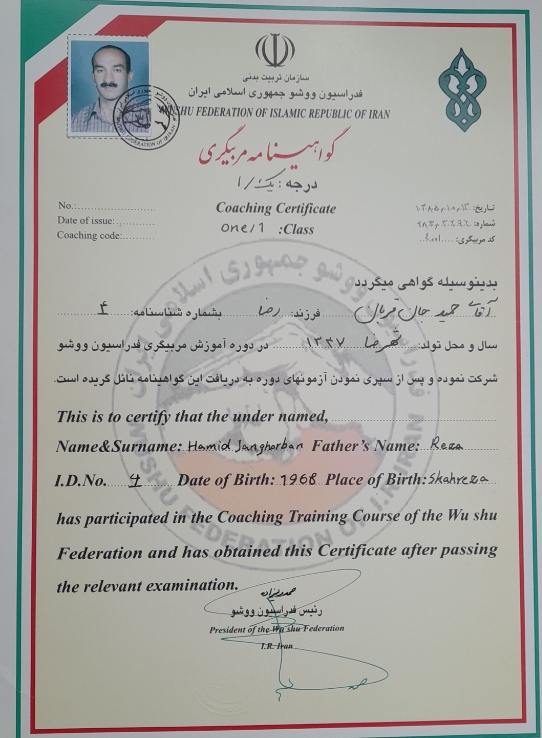 سازمان تربیت بدنی
فدراسیون ووشو جمهوری اسلامی ایران
WUSHU FEDERATION OF ISLAMIC REPUBLIC OF IRAN
گواهینامه مربیگری
درجه: یک/۱
Coaching Certificate
one/1 :Class
No.:
Date of issue:
Coaching code:
تاریخ:
شماره:
کد مربیگری:
بدینوسیله گواهی میگردد
آقای حمید جان قربان فرزند: رضا بشماره شناسنامه: ۴
سال و محل تولد: شهرضا ۱۳۴۷ در دوره آموزش مربیگری فدراسیون ووشو
شرکت نموده و پس از سپری نمودن آزمونهای دوره به دریافت این گواهینامه نائل گریده است.
This is to certify that the under named,
Name&Surname: Hamid Janghorban Father's Name: Reza
I.D.No. 4 Date of Birth: 1968 Place of Birth: Skahreza
has participated in the Coaching Training Course of the Wu shu
Federation and has obtained this Certificate after passing
the relevant examination.
رئیس فدراسیون ووشو
President of the Wu shu Federation
I.R. Iran